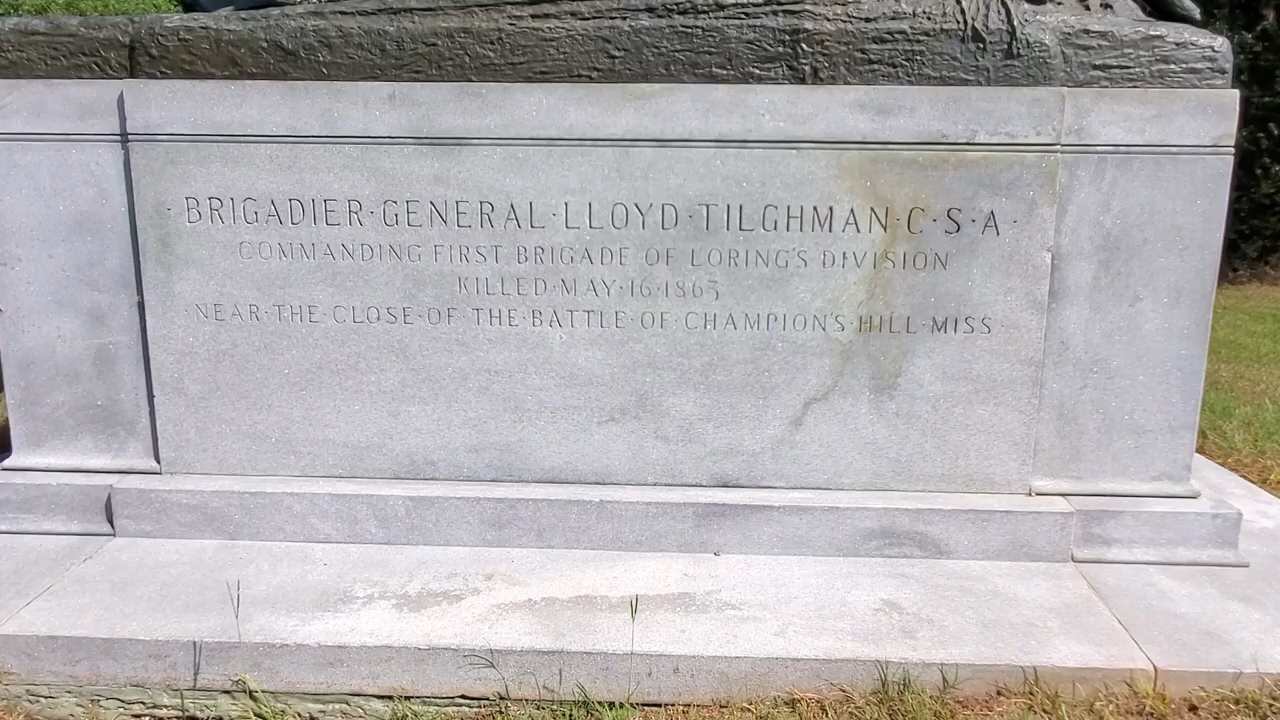 ·BRIGADIER·GENERAL·LLOYD·TILGHMAN·C·S·A·
COMMANDING FIRST BRIGADE OF LORING'S DIVISION
KILLED·MAY·16·1863
·NEAR·THE·CLOSE·OF·THE·BATTLE·OF·CHAMPION'S·HILL·MISS·